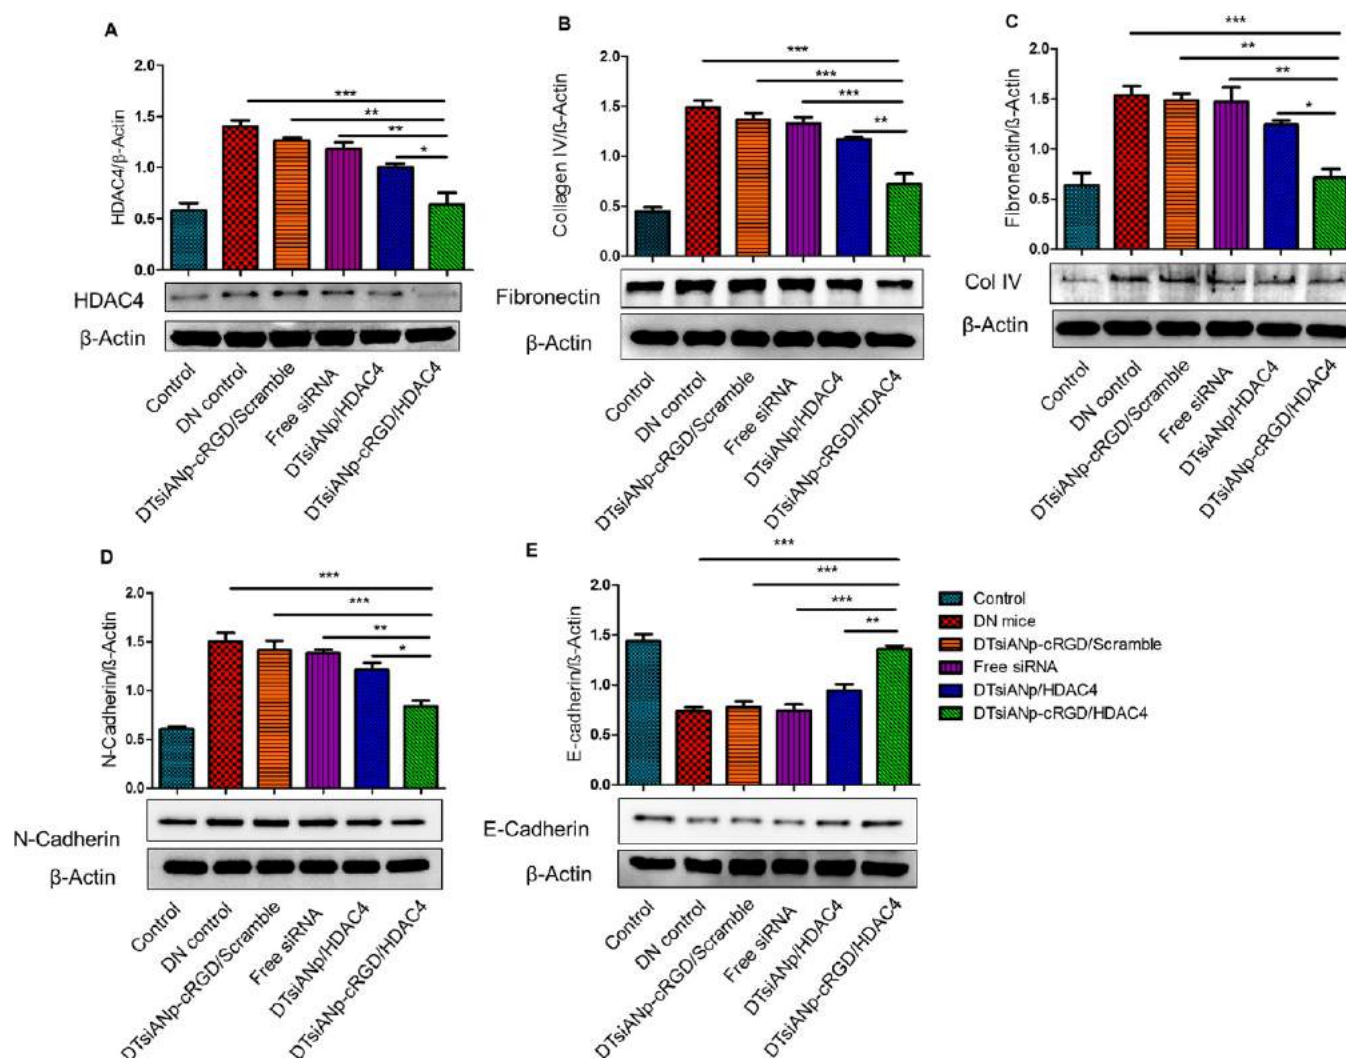 A
HDAC4/β-Actin
2.0
1.5
1.0
0.5
0.0
***
**
**
*
HDAC4
β-Actin
Control
DN control
DTsiANp-cRGD/Scramble
Free siRNA
DTsiANp/HDAC4
DTsiANp-cRGD/HDAC4
B
Collagen IV/ß-Actin
2.0
1.5
1.0
0.5
0.0
***
***
***
**
Fibronectin
β-Actin
Control
DN control
DTsiANp-cRGD/Scramble
Free siRNA
DTsiANp/HDAC4
DTsiANp-cRGD/HDAC4
C
Fibronectin/ß-Actin
2.0
1.5
1.0
0.5
0.0
***
**
**
*
Col IV
β-Actin
Control
DN control
DTsiANp-cRGD/Scramble
Free siRNA
DTsiANp/HDAC4
DTsiANp-cRGD/HDAC4
D
N-Cadherin/ß-Actin
2.0
1.5
1.0
0.5
0.0
***
***
**
*
N-Cadherin
β-Actin
Control
DN control
DTsiANp-cRGD/Scramble
Free siRNA
DTsiANp/HDAC4
DTsiANp-cRGD/HDAC4
E
E-cadherin/ß-Actin
2.0
1.5
1.0
0.5
0.0
***
***
***
**
E-Cadherin
β-Actin
Control
DN control
DTsiANp-cRGD/Scramble
Free siRNA
DTsiANp/HDAC4
DTsiANp-cRGD/HDAC4
Control
DN mice
DTsiANp-cRGD/Scramble
Free siRNA
DTsiANp/HDAC4
DTsiANp-cRGD/HDAC4